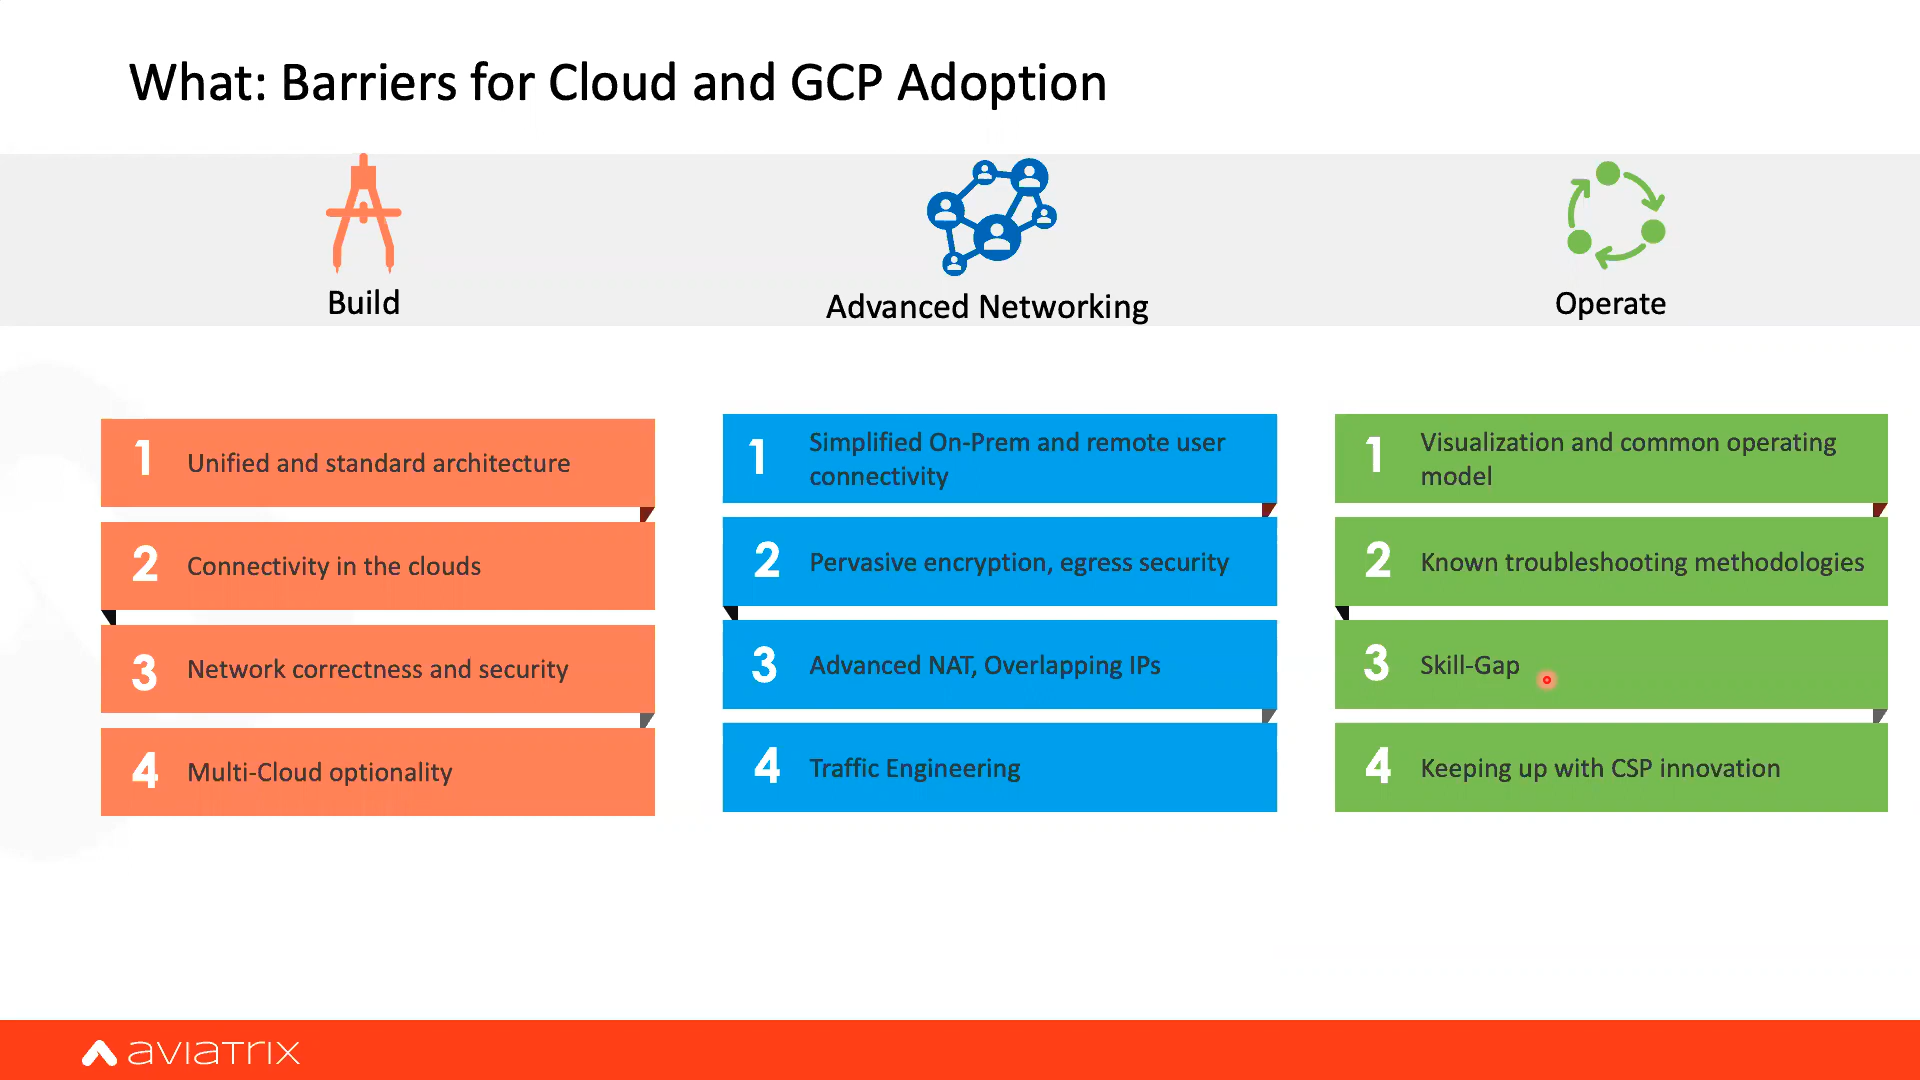 What: Barriers for Cloud and GCP Adoption
Build
Advanced Networking
Operate
1
Unified and standard architecture
2
Connectivity in the clouds
3
Network correctness and security
4
Multi-Cloud optionality
1
Simplified On-Prem and remote user
connectivity
2
Pervasive encryption, egress security
3
Advanced NAT, Overlapping IPs
4
Traffic Engineering
1
Visualization and common operating
model
2
Known troubleshooting methodologies
3
Skill-Gap
4
Keeping up with CSP innovation
aviatrix